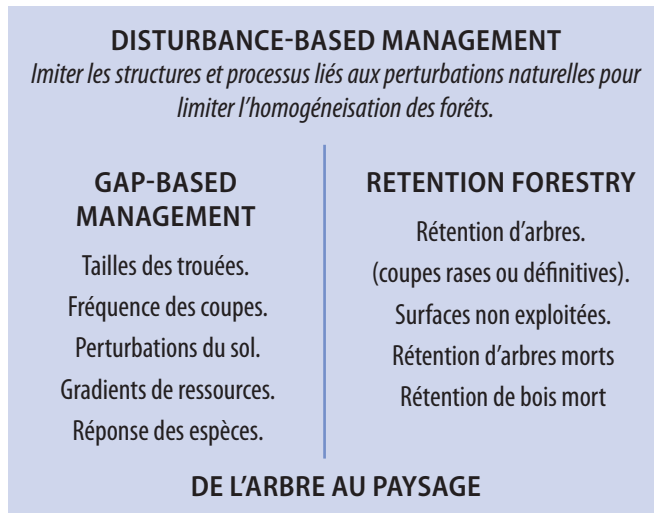 DISTURBANCE-BASED MANAGEMENT
Imiter les structures et processus liés aux perturbations naturelles pour
limiter l’homogéneisation des forêts.
GAP-BASED
MANAGEMENT
Tailles des trouées.
Fréquence des coupes.
Perturbations du sol.
Gradients de ressources.
Réponse des espèces.
RETENTION FORESTRY
Rétention d’arbres.
(coupes rases ou définitives).
Surfaces non exploitées.
Rétention d’arbres morts
Rétention de bois mort
DE L’ARBRE AU PAYSAGE